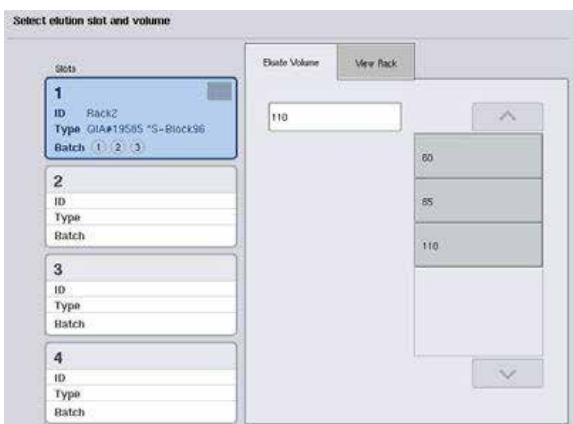 Select elution slot and volume
Slots
1
ID Rack2
Type QIA#19585 *S-Block96
Batch 1 2 3
2
ID
Type
Batch
3
ID
Type
Batch
4
ID
Type
Batch
Eluate Volume
View Rack
110
60
85
110